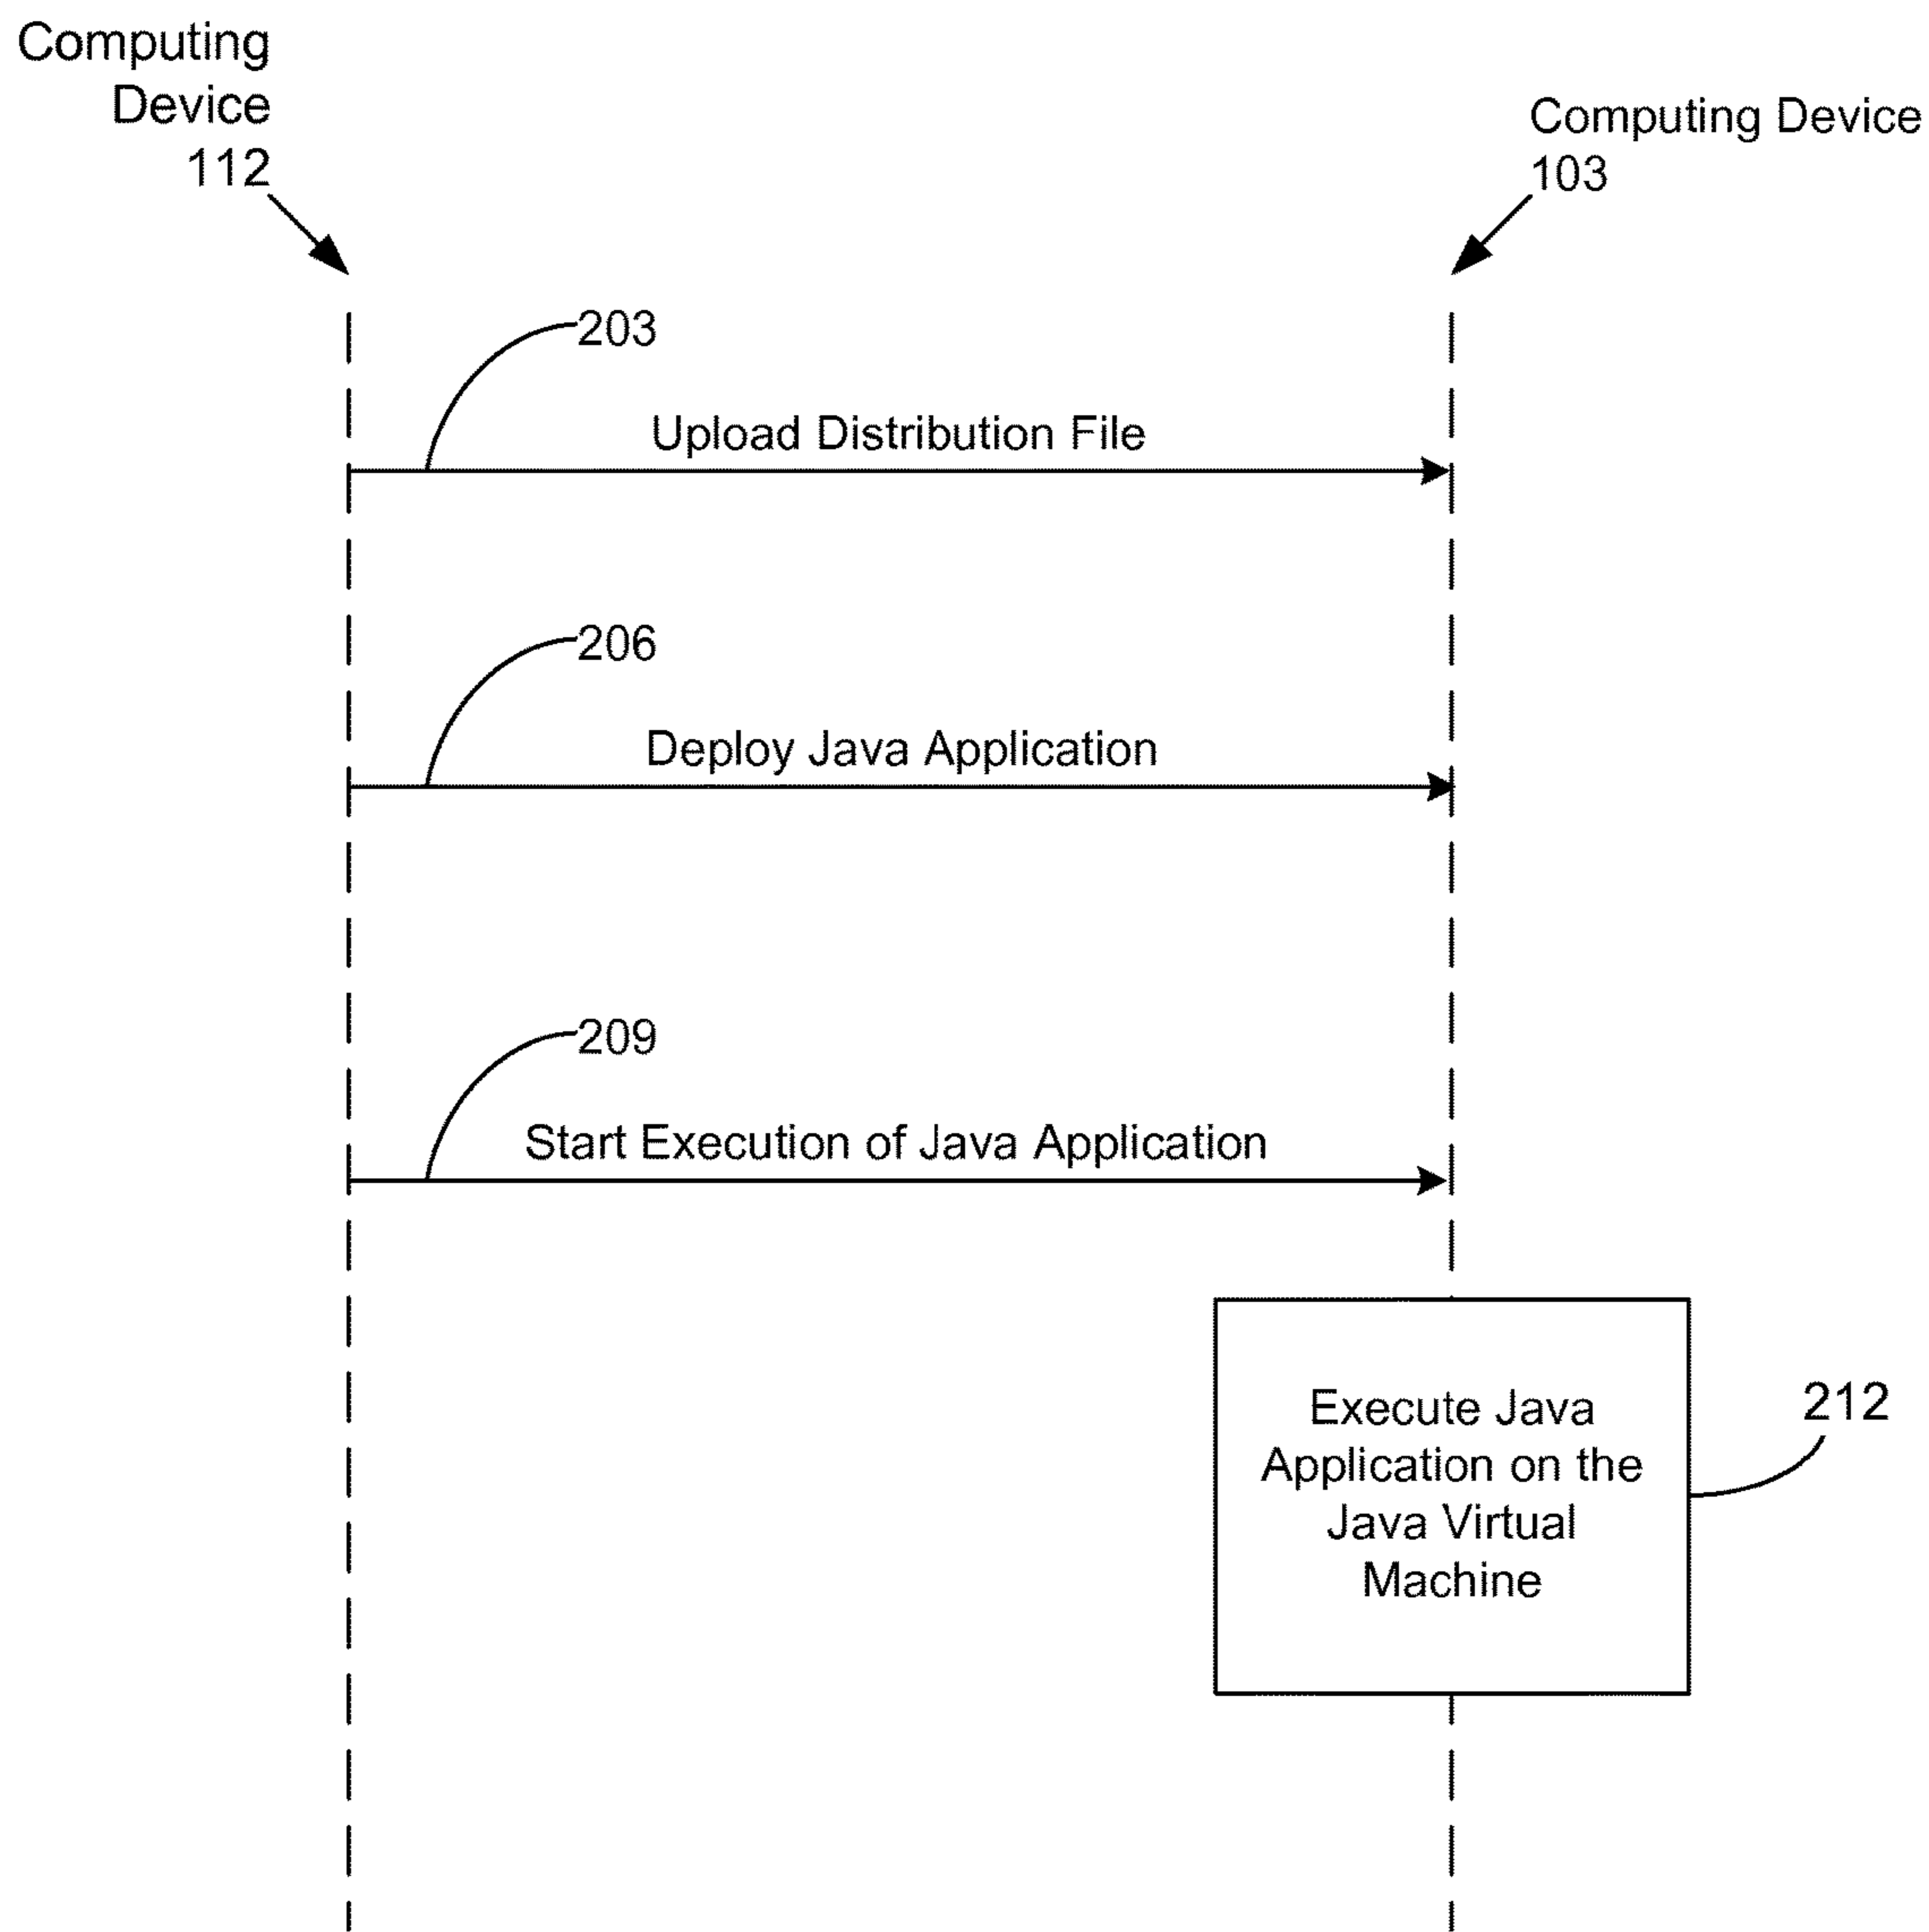 Computing
Device
112
Computing Device
103
203
Upload Distribution File
206
Deploy Java Application
209
Start Execution of Java Application
Execute Java
Application on the
Java Virtual
Machine
212